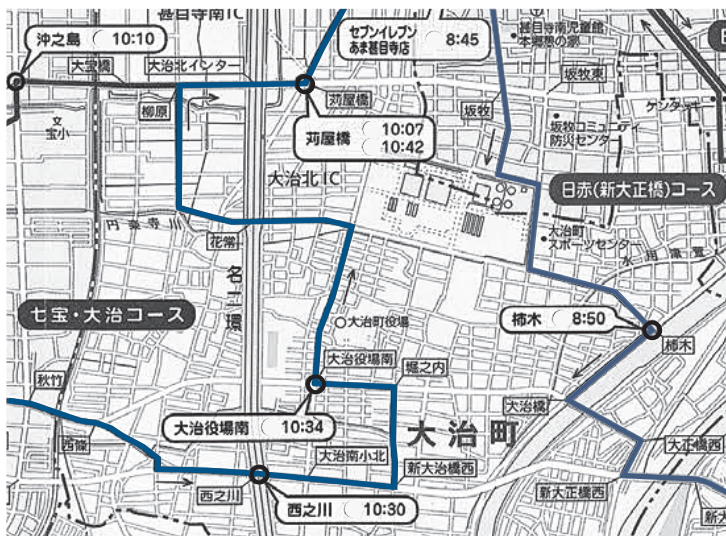 甚目寺南IC
沖之島 10:10
大宝橋
大治北インター
セブンイレブン
あま甚目寺店
8:45
甚目寺南児童館
本郷憩の家
坂牧東
ケンタッキー
柳原
苅屋橋
坂牧
文
宝小
苅屋橋 10:07
10:42
坂牧コミュニティ
防災センター
大治北IC
日赤(新大正橋)コース
円楽寺川
花常
大治町
スポーツセンター
名二環
七宝・大治コース
大治町役場
柿木 8:50
柿木
秋竹
大治役場南
堀之内
大治橋
大治役場南 10:34
大治町
西條
大治南小北
新大治橋西
大正橋西
西之川
新大正橋西
西之川 10:30